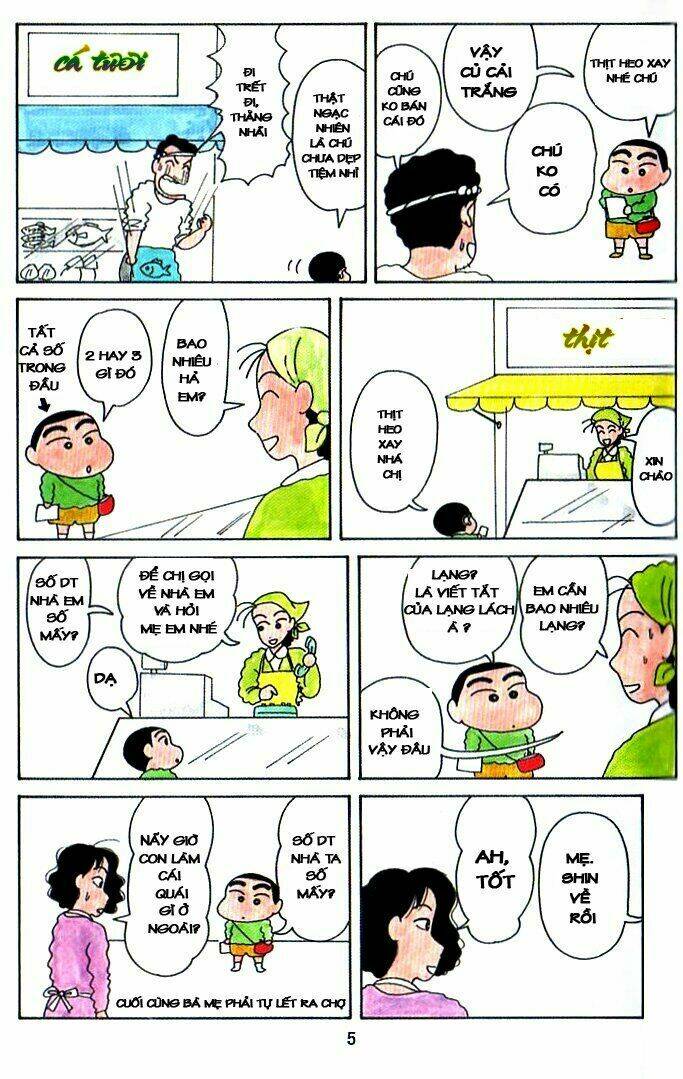 THỊT HEO XAY
NHÉ CHÚ
CHÚ
KO
CÓ
VẬY
CỦ CẢI
TRẮNG
CHÚ
CŨNG
KO BÁN
CÁI ĐÓ
cá tươi
THẬT
NGẠC
NHIÊN
LÀ CHÚ
CHƯA DẸP
TIỆM NHỈ
ĐI
TRẾT
ĐI,
THẰNG
NHÃI
thịt
XIN
CHÀO
THỊT
HEO
XAY
NHÁ
CHỊ
BAO
NHIÊU
HẢ
EM?
2 HAY 3
GÌ ĐÓ
TẤT
CẢ SỐ
TRONG
ĐẦU
EM CẦN
BAO NHIÊU
LẠNG?
LẠNG?
LÀ VIẾT TẮT
CỦA LẠNG LÁCH
À ?
KHÔNG
PHẢI
VẬY ĐÂU
ĐỂ CHỊ GỌI
VỀ NHÀ EM
VÀ HỎI
MẸ EM NHÉ
DẠ
SỐ DT
NHÀ EM
SỐ
MẤY?
MẸ.
SHIN
VỀ
RỒI
AH,
TỐT
SỐ DT
NHÀ TA
SỐ
MẤY?
NÃY GIỜ
CON LÀM
CÁI
QUÁI
GÌ Ở
NGOÀI?
CUỐI CÙNG BÀ MẸ PHẢI TỰ LẾT RA CHỢ
5